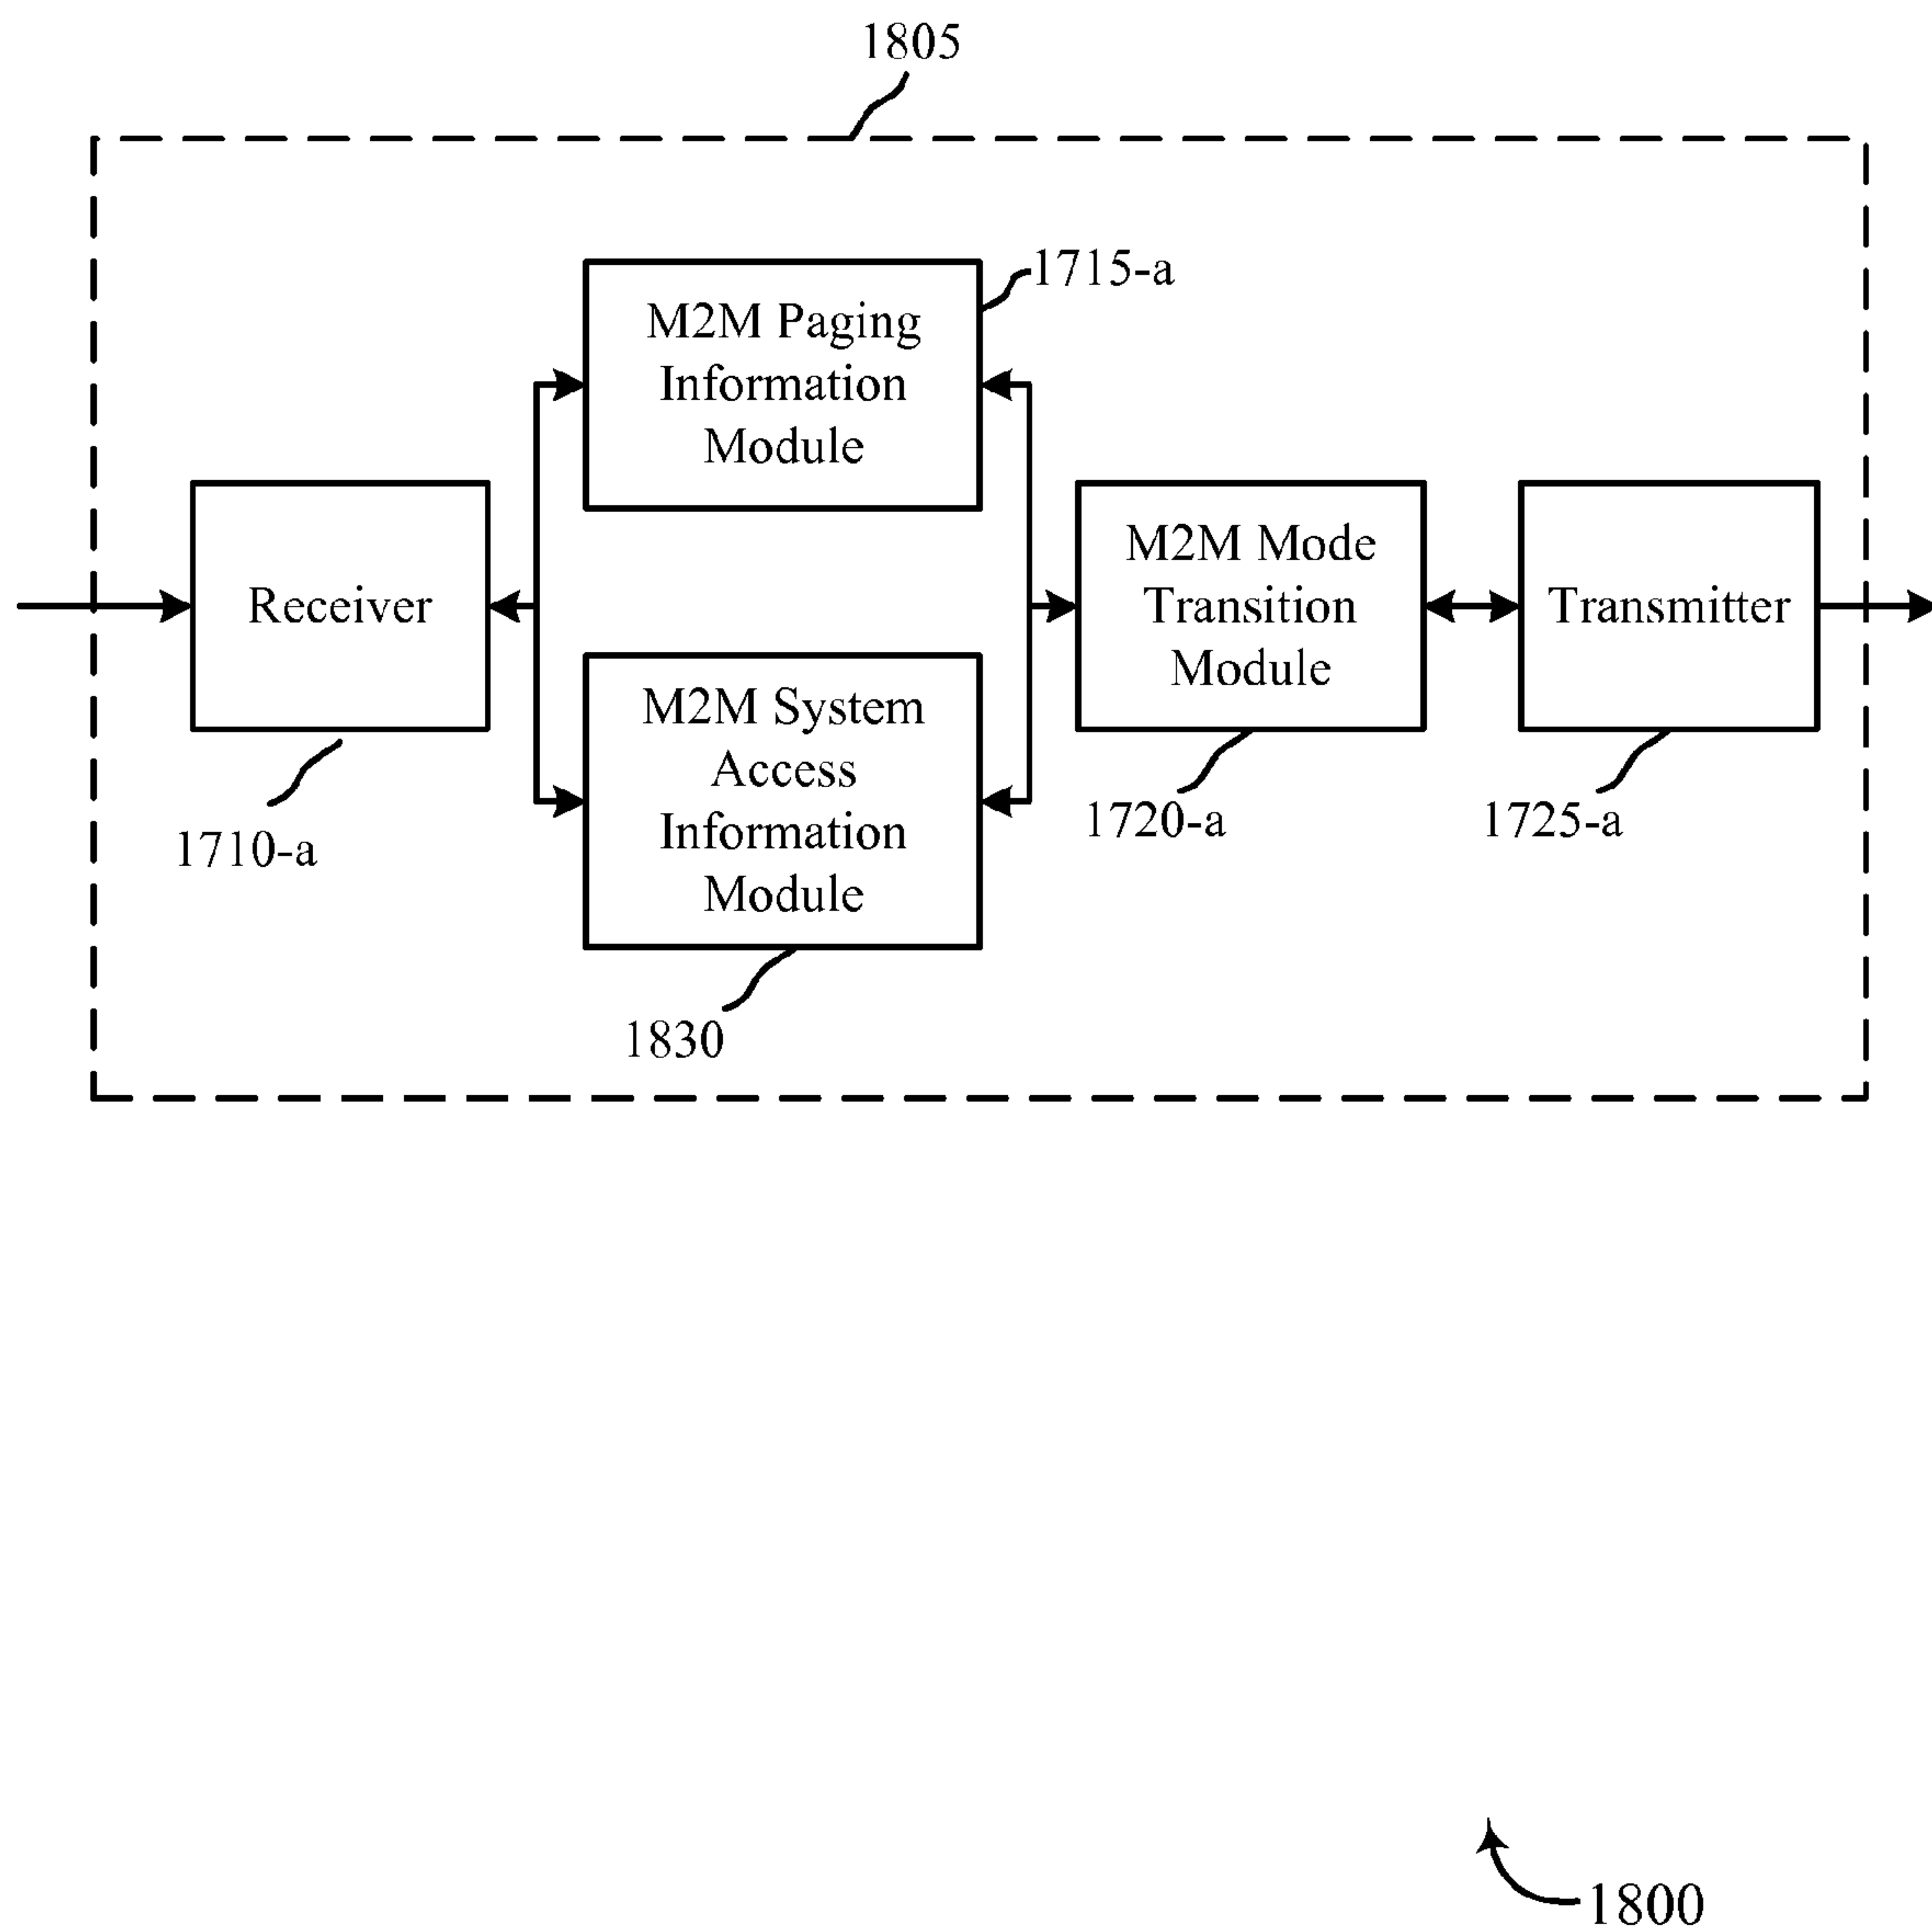 1805
1715-a
M2M Paging
Information
Module
Receiver
1710-a
M2M System
Access
Information
Module
1830
M2M Mode
Transition
Module
1720-a
Transmitter
1725-a
1800